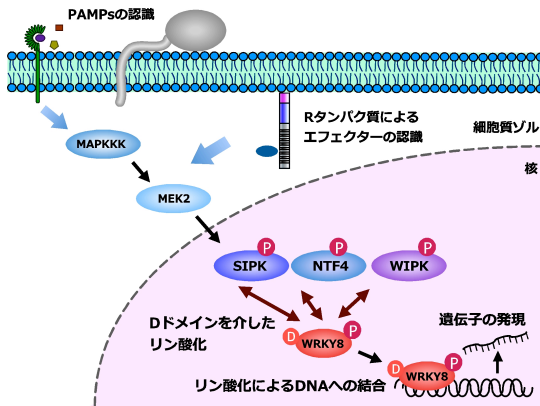 PAMPsの認識
Rタンパク質による
エフェクターの認識
細胞質ゾル
MAPKKK
核
MEK2
P
P
P
SIPK
NTF4
WIPK
Dドメインを介した
リン酸化
D
WRKY8
P
遺伝子の発現
D
WRKY8
P
リン酸化によるDNAへの結合